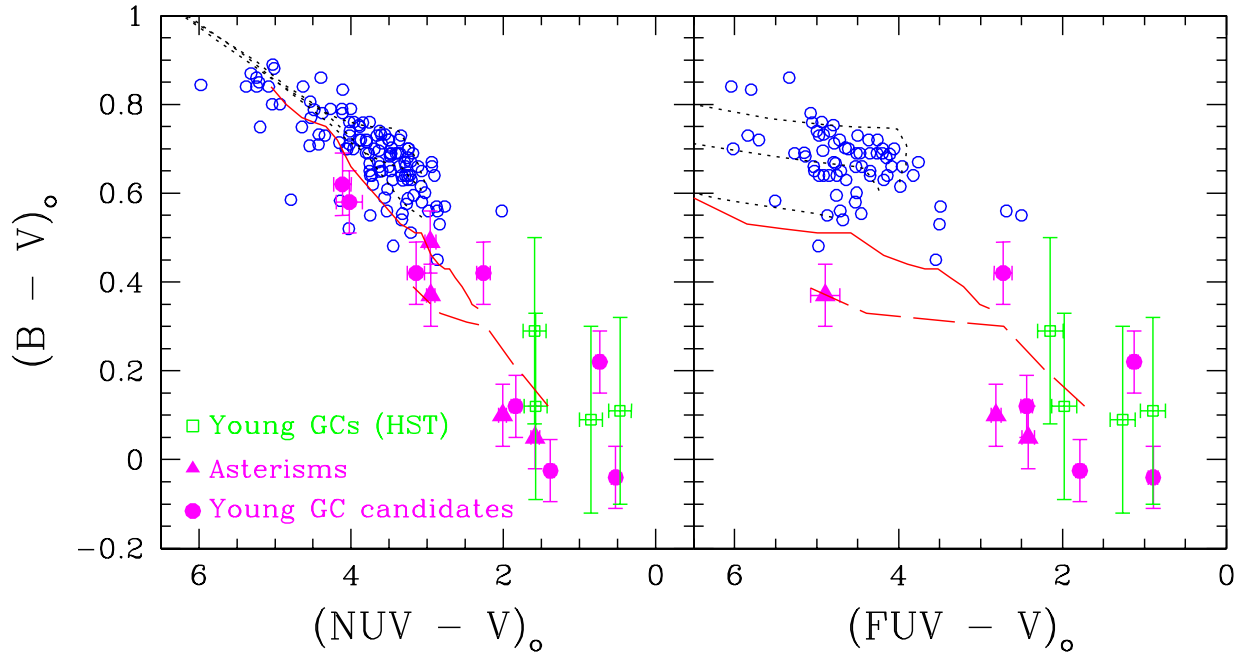 (B – V)o
1
0.8
0.6
0.4
0.2
0
–0.2
Young GCs (HST)
Asterisms
Young GC candidates
6 4 2 0
6 4 2 0
(NUV – V)o
(FUV – V)o